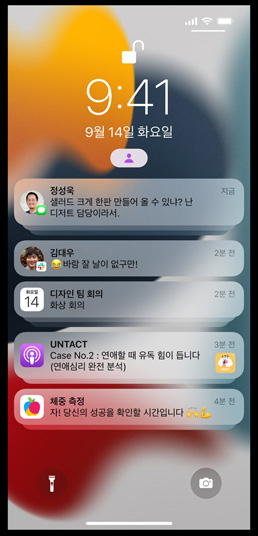 9:41
9월 14일 화요일
정성욱
지금
샐러드 크게 한판 만들어 올 수 있냐? 난
디저트 담당이라서.
김대우
2분 전
😂바람 잘 날이 없구만!
화요일
14
디자인 팀 회의
2분 전
화상 회의
UNTACT
3분 전
Case No.2 : 연애할 때 유독 힘이 듭니다
(연애심리 완전 분석)
체중 측정
4분 전
자! 당신의 성공을 확인할 시간입니다 🙌💪